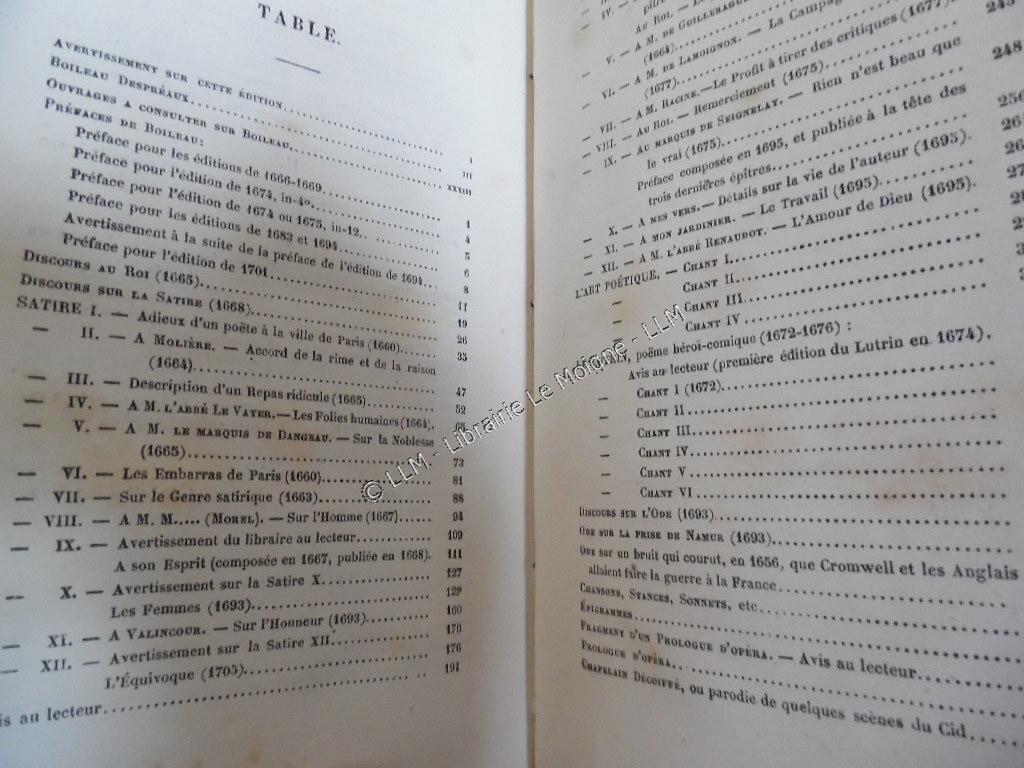 TABLE.
AVERTISSEMENT SUR CETTE ÉDITION. I
BOILEAU DESPRÉAUX. III
OUVRAGES A CONSULTER SUR BOILEAU. XXXIII
PRÉFACES DE BOILEAU:
Préface pour les éditions de 1666-1669. 1
Préface pour l'édition de 1674, in-4o. 4
Préface pour l'édition de 1674 ou 1675, in-12. 5
Préface pour les éditions de 1683 et 1694. 6
Avertissement à la suite de la préface de l'édition de 1694. 8
Préface pour l'édition de 1701. 11
DISCOURS AU ROI (1665). 19
DISCOURS SUR LA SATIRE (1668). 26
SATIRE I. — Adieux d'un poëte à la ville de Paris (1660). 35
— II. — A MOLIÈRE. — Accord de la rime et de la raison
(1664). 47
— III. — Description d'un Repas ridicule (1665). 52
— IV. — A M. L'ABBÉ LE VAYER. — Les Folies humaines (1664).
— V. — A M. LE MARQUIS DE DANGEAU. — Sur la Noblesse
(1665). 73
— VI. — Les Embarras de Paris (1660). 81
— VII. — Sur le Genre satirique (1663). 88
— VIII. — A M. M..... (MOREL). — Sur l'Homme (1667). 94
— IX. — Avertissement du libraire au lecteur. 109
A son Esprit (composée en 1667, publiée en 1668). 111
— X. — Avertissement sur la Satire X. 127
Les Femmes (1693). 129
— XI. — A VALINCOUR. — Sur l'Honneur (1693). 160
— XII. — Avertissement sur la Satire XII. 170
L'Équivoque (1705). 176
is au lecteur. 191
— IV. —
AU ROI. —
— V. — A M. DE GUILLERAGUES
(1664).
— VI. — A M. DE LAMOIGNON. — La Campag
(1677).
— VII. — A M. RACINE. — Le Profit à tirer des critiques (1677).
— VIII. — AU ROI. — Remerciement (1675). 245
— IX. — AU MARQUIS DE SEIGNELAY. — Rien n'est beau que
le vrai (1675). 248
Préface composée en 1695, et publiée à la tête des
trois dernières épîtres. 256
— X. — A MES VERS. — Détails sur la vie de l'auteur (1695).
— XI. — A MON JARDINIER. — Le Travail (1695).
— XII. — A M. L'ABBÉ RENAUDOT. — L'Amour de Dieu (1695).
L'ART POÉTIQUE. — CHANT I.
— CHANT II.
— CHANT III.
— CHANT IV
poëme héroï-comique (1672-1676) :
Avis au lecteur (première édition du Lutrin en 1674).
— CHANT I (1672).
— CHANT II
— CHANT III
— CHANT IV
— CHANT V
— CHANT VI
DISCOURS SUR L'ODE (1693)
ODE SUR LA PRISE DE NAMUR (1693).
ODE sur un bruit qui courut, en 1656, que Cromwell et les Anglais
allaient faire la guerre à la France
CHANSONS, STANCES, SONNETS, etc
ÉPIGRAMMES
FRAGMENT D'UN PROLOGUE D'OPÉRA. — Avis au lecteur
PROLOGUE D'OPÉRA.
CHAPELAIN DÉCOIFFÉ, ou parodie de quelques scènes du Cid
© LLM - Librairie Le Moigne - LLM